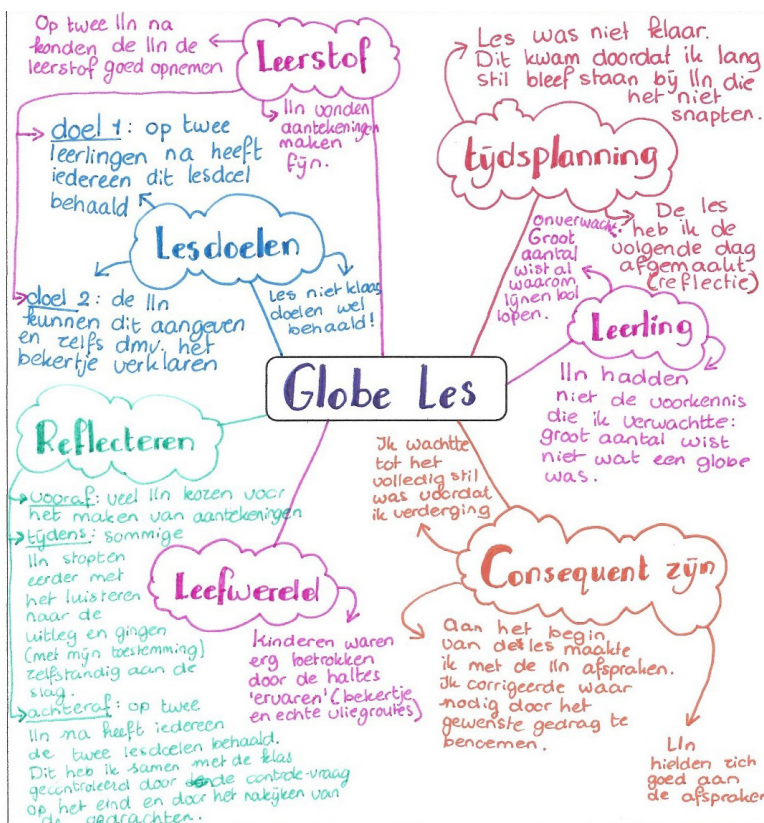 Op twee lln na
konden de lln de
leerstof goed opnemen
Leerstof
lln vonden
aantekeningen
maken
fijn.
doel 1: op twee
leerlingen na heeft
iedereen dit lesdoel
behaald
Lesdoelen
doel 2: de lln
kunnen dit aangeven
en zelfs dmv. het
bekertje verklaren
Les niet klaar,
doelen wel
behaald!
Les was niet klaar.
Dit kwam doordat ik lang
stil bleef staan bij lln die
het niet
snapten.
tijdsplanning
De les
heb ik de
volgende dag
afgemaakt
(reflectie)
onverwacht:
Groot
aantal
wist al
waarom
lijnen bol
lopen.
Leerling
lln hadden
niet de voorkennis
die ik verwachtte:
groot aantal wist
niet wat een globe
was.
Globe Les
Reflecteren
vooraf: veel lln kozen voor
het maken van aantekeningen
tijdens: sommige
lln stopten
eerder met
het luisteren
naar de
uitleg en gingen
(met mijn toestemming)
zelfstandig aan de
slag.
achteraf: op twee
lln na heeft iedereen
de twee lesdoelen behaald.
Dit heb ik samen met de klas
gecontroleerd door de controle-vraag
op het eind en door het nakijken van
de opdrachten.
Leefwereld
Kinderen waren
erg betrokken
door de haltes
'ervaren' (bekertje
en echte vliegroutes)
Ik wachtte
tot het
volledig stil
was voordat
ik verderging
Consequent zijn
Aan het begin
van de les maakte
ik met de lln afspraken.
Ik corrigeerde waar
nodig door het
gewenste gedrag te
benoemen.
Lln
hielden zich
goed aan
de afspraken